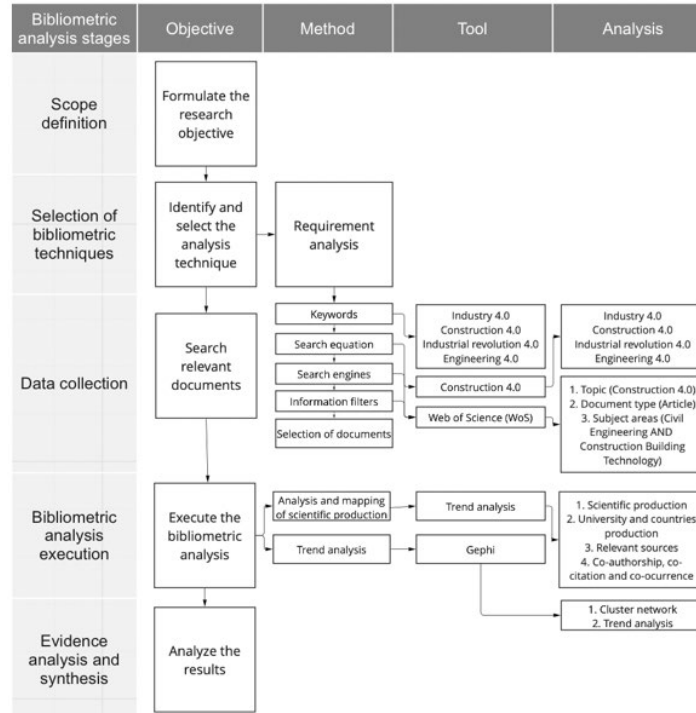 Bibliometric
analysis stages
Objective
Method
Tool
Analysis
Scope
definition
Formulate the
research
objective
Selection of
bibliometric
techniques
Identify and
select the
analysis
technique
Requirement
analysis
Data collection
Search
relevant
documents
Keywords
Search equation
Search engines
Information filters
Selection of documents
Industry 4.0
Construction 4.0
Industrial revolution 4.0
Engineering 4.0
Construction 4.0
Web of Science (WoS)
Industry 4.0
Construction 4.0
Industrial revolution 4.0
Engineering 4.0
1. Topic (Construction 4.0)
2. Document type (Article)
3. Subject areas (Civil
Engineering AND
Construction Building
Technology)
Bibliometric
analysis
execution
Execute the
bibliometric
analysis
Analysis and mapping
of scientific production
Trend analysis
Trend analysis
Gephi
1. Scientific production
2. University and countries
production
3. Relevant sources
4. Co-authorship, co-
citation and co-ocurrence
1. Cluster network
2. Trend analysis
Evidence
analysis and
synthesis
Analyze the
results